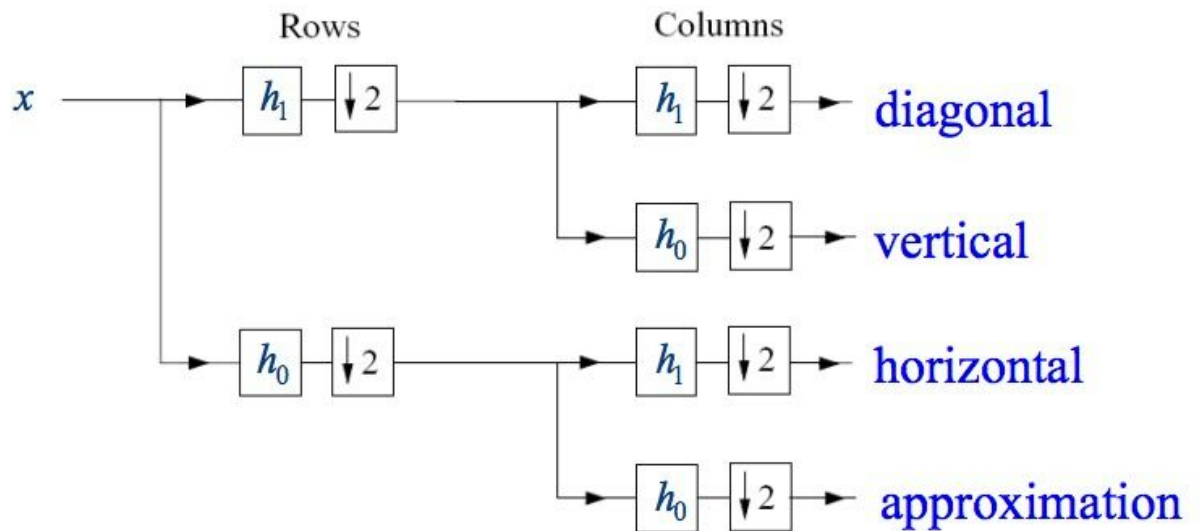 Rows Columns
x h₁ ↓2 h₁ ↓2 diagonal
h₀ ↓2 vertical
h₀ ↓2 h₁ ↓2 horizontal
h₀ ↓2 approximation